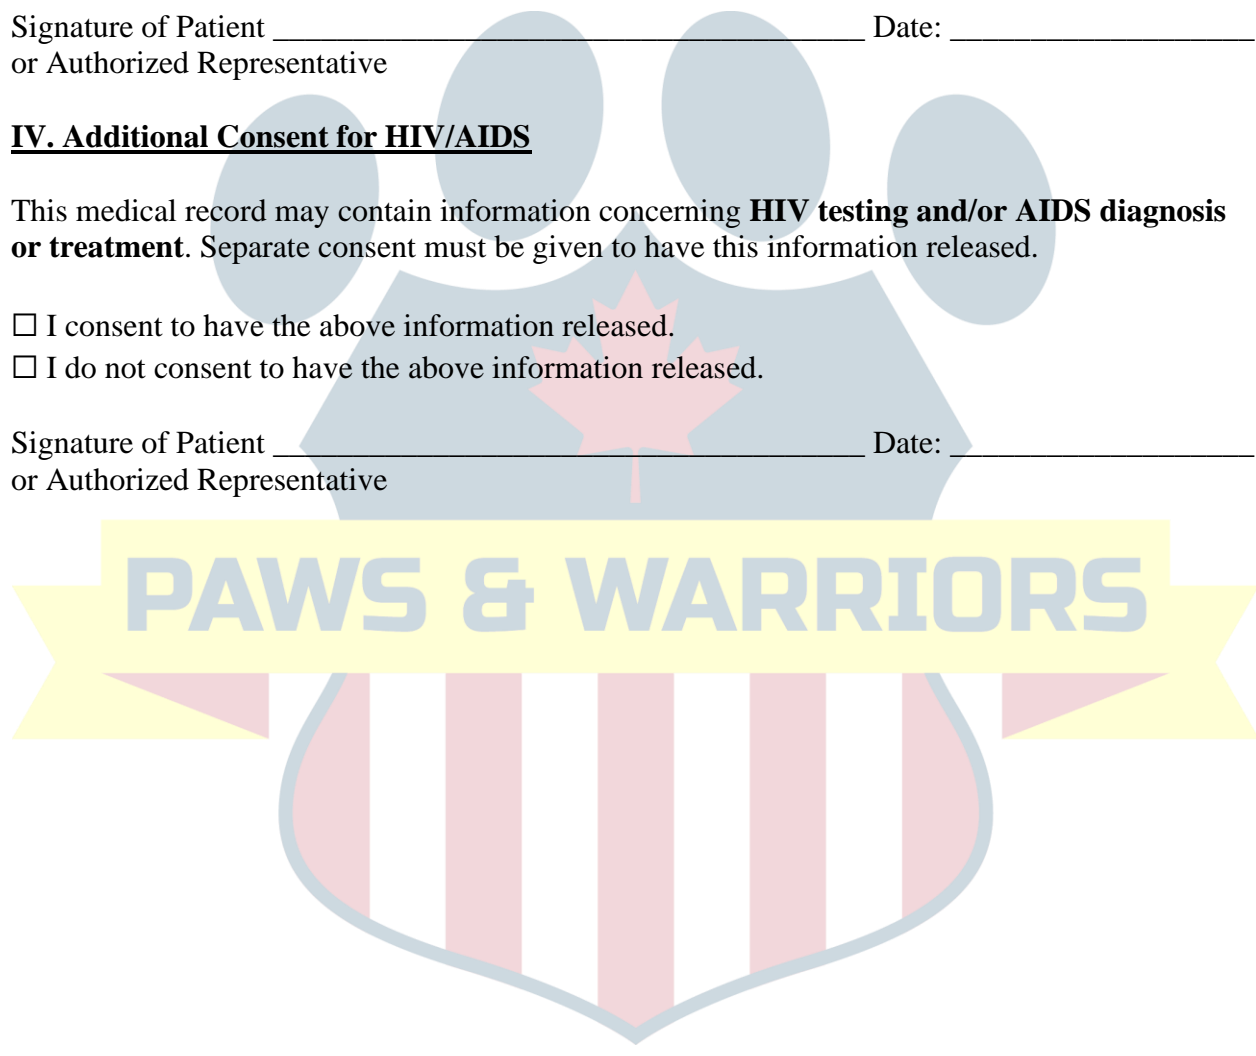 Signature of Patient _____________________________________ Date: ___________________
or Authorized Representative
IV. Additional Consent for HIV/AIDS
This medical record may contain information concerning HIV testing and/or AIDS diagnosis
or treatment. Separate consent must be given to have this information released.
☐ I consent to have the above information released.
☐ I do not consent to have the above information released.
Signature of Patient _____________________________________ Date: ___________________
or Authorized Representative
PAWS & WARRIORS